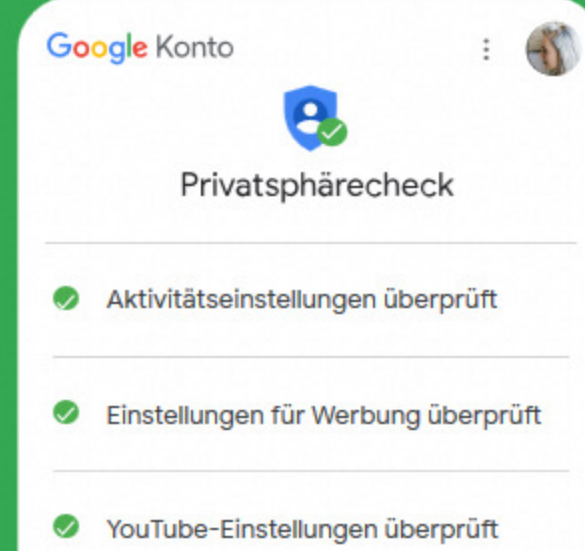 Google Konto
Privatsphärecheck
Aktivitätseinstellungen überprüft
Einstellungen für Werbung überprüft
YouTube-Einstellungen überprüft